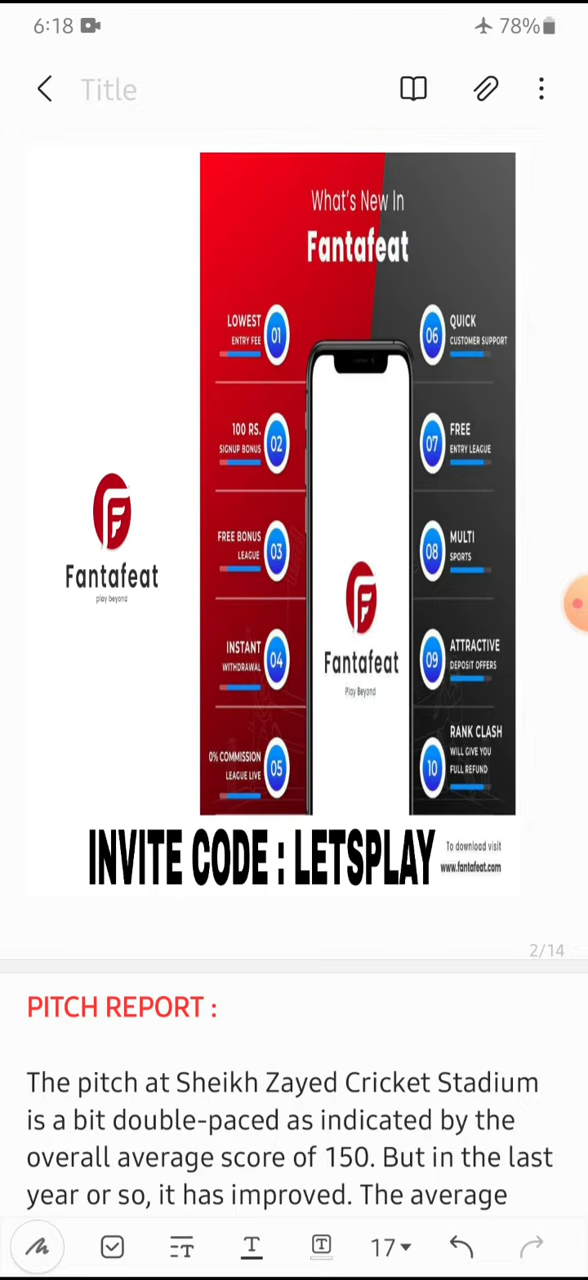 6:18
78%
Title
What's New In
Fantafeat
LOWEST
ENTRY FEE
01
100 RS.
SIGNUP BONUS
02
FREE BONUS
LEAGUE
03
INSTANT
WITHDRAWAL
04
0% COMMISSION
LEAGUE LIVE
05
06
QUICK
CUSTOMER SUPPORT
07
FREE
ENTRY LEAGUE
08
MULTI
SPORTS
09
ATTRACTIVE
DEPOSIT OFFERS
10
RANK CLASH
WILL GIVE YOU
FULL REFUND
Fantafeat
play beyond
Fantafeat
Play Beyond
INVITE CODE : LETSPLAY
To download visit
www.fantafeat.com
2/14
PITCH REPORT :
The pitch at Sheikh Zayed Cricket Stadium
is a bit double-paced as indicated by the
overall average score of 150. But in the last
year or so, it has improved. The average
17